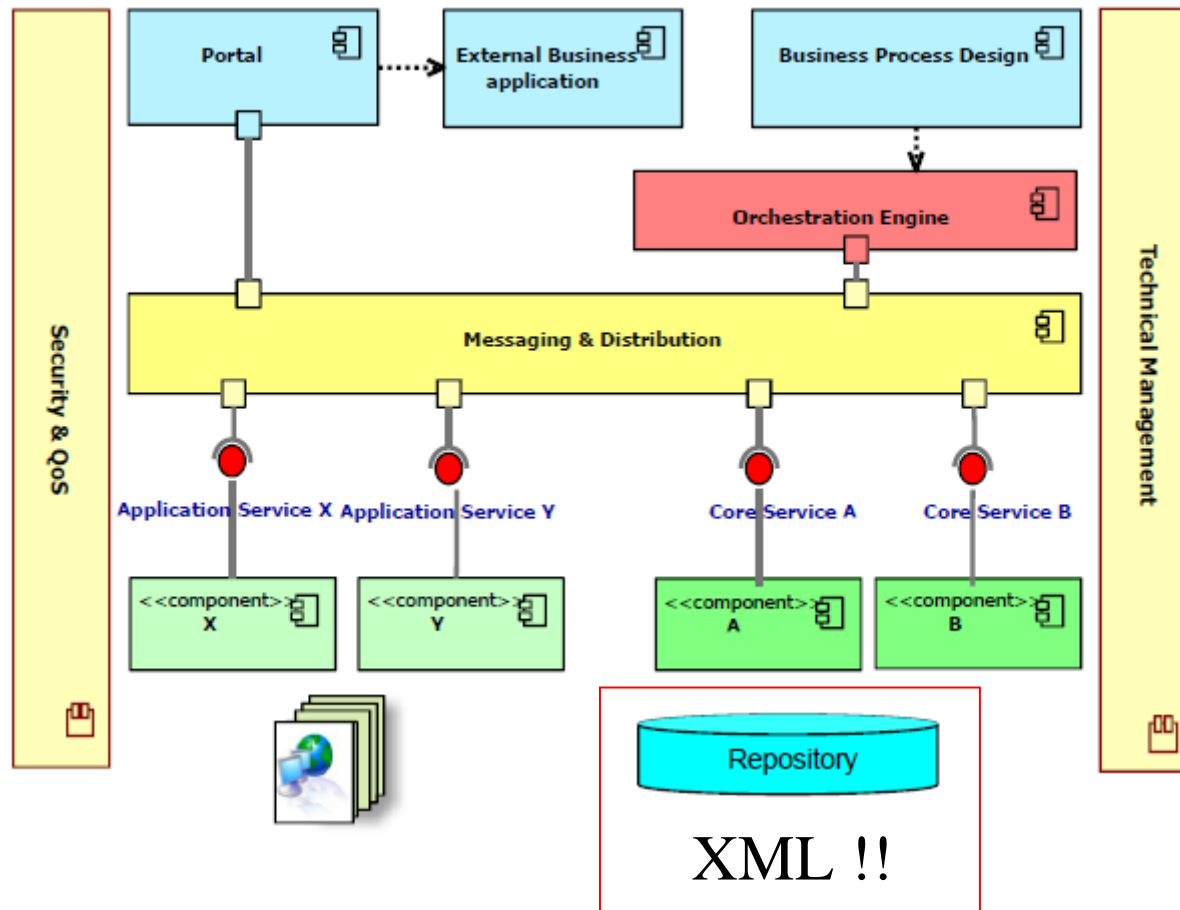 Portal
External Business
application
Business Process Design
Orchestration Engine
Messaging & Distribution
Security & QoS
Technical Management
Application Service X
Application Service Y
Core Service A
Core Service B
<<component>>
X
<<component>>
Y
<<component>>
A
<<component>>
B
Repository
XML !!